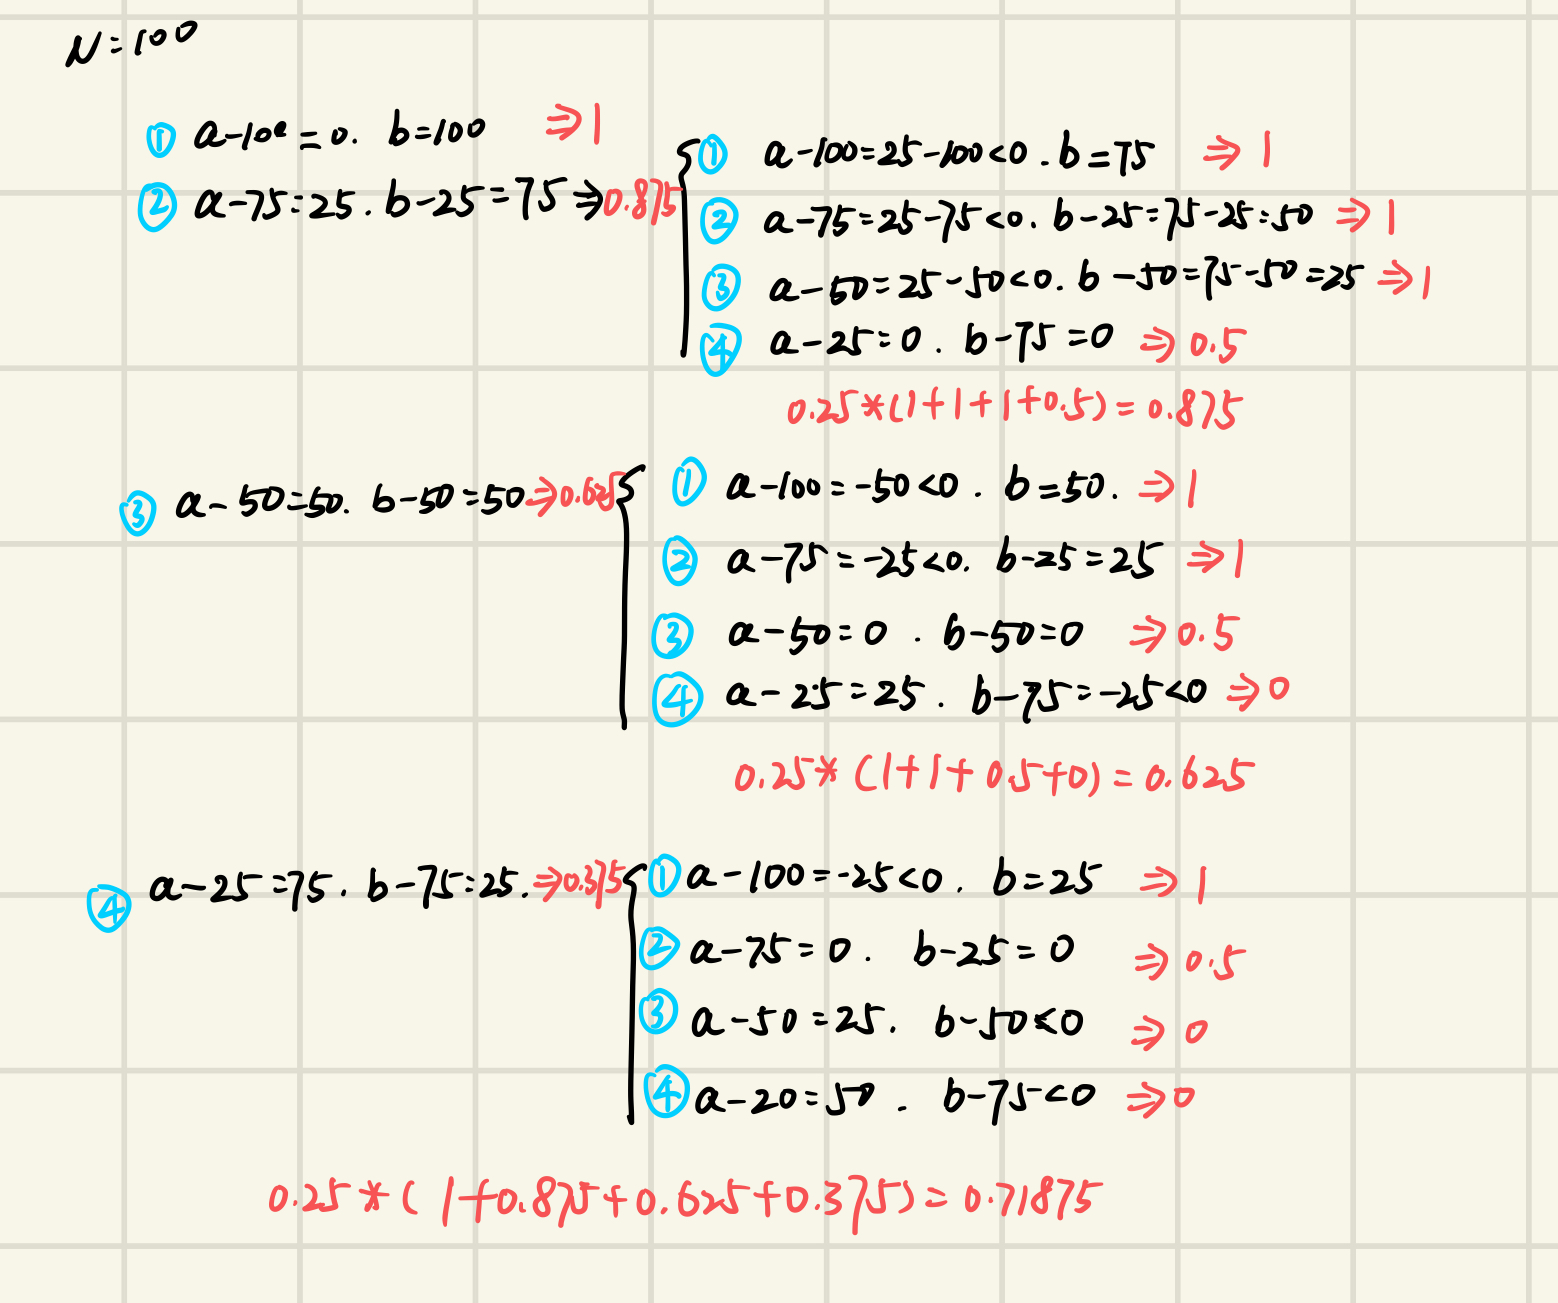 N=100
① a-100=0. b=100 ⇒1
② a-75=25. b-25=75 ⇒0.875
① a-100=25-100<0. b=75 ⇒ 1
② a-75=25-75<0. b-25=75-25=50 ⇒ 1
③ a-50=25-50<0. b-50=75-50=25 ⇒ 1
④ a-25=0. b-75=0 ⇒ 0.5
0.25*(1+1+1+0.5)=0.875
③ a-50=50. b-50=50 ⇒0.625
① a-100=-50<0. b=50. ⇒ 1
② a-75=-25<0. b-25=25 ⇒ 1
③ a-50=0. b-50=0 ⇒ 0.5
④ a-25=25. b-75=-25<0 ⇒ 0
0.25*(1+1+0.5+0)=0.625
④ a-25=75. b-75=25. ⇒0.375
① a-100=-25<0. b=25 ⇒ 1
② a-75=0. b-25=0 ⇒ 0.5
③ a-50=25. b-50<0 ⇒ 0
④ a-20=50. b-75<0 ⇒ 0
0.25*(1+0.875+0.625+0.375)=0.71875